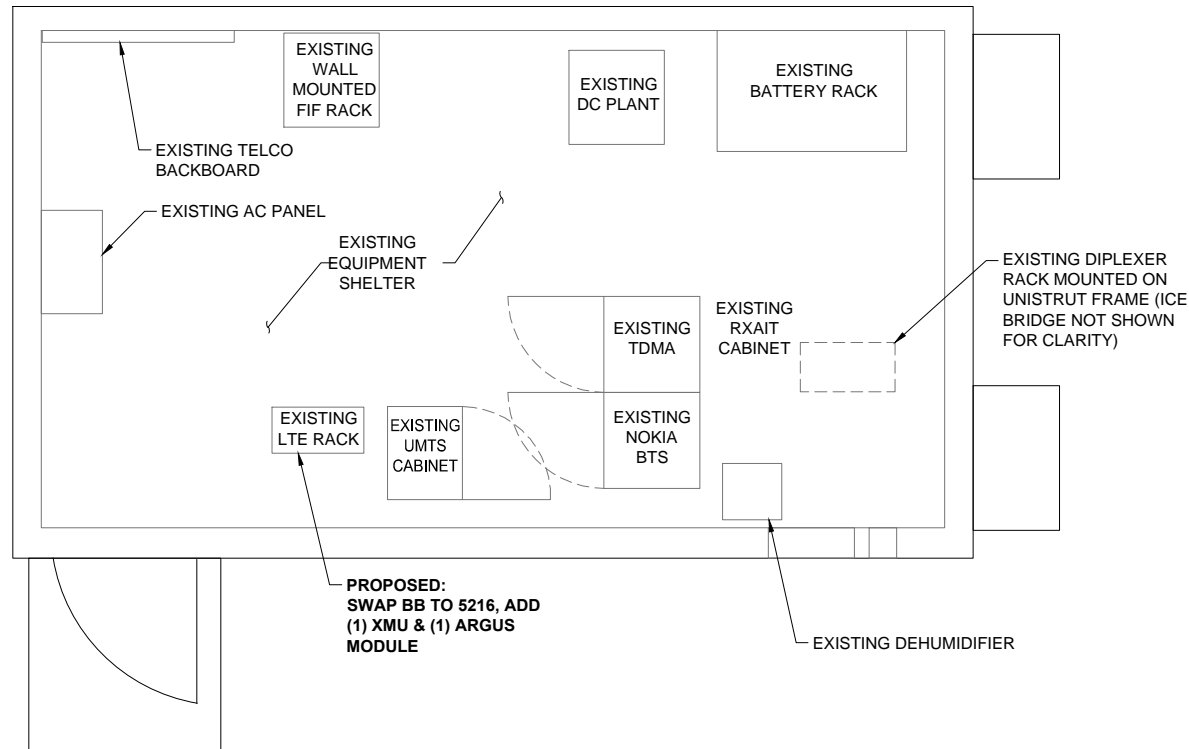 EXISTING
WALL
MOUNTED
FIF RACK
EXISTING
DC PLANT
EXISTING
BATTERY RACK
EXISTING TELCO
BACKBOARD
EXISTING AC PANEL
EXISTING
EQUIPMENT
SHELTER
EXISTING DIPLEXER
RACK MOUNTED ON
UNISTRUT FRAME (ICE
BRIDGE NOT SHOWN
FOR CLARITY)
EXISTING
TDMA
EXISTING
RXAIT
CABINET
EXISTING
LTE RACK
EXISTING
UMTS
CABINET
EXISTING
NOKIA
BTS
PROPOSED:
SWAP BB TO 5216, ADD
(1) XMU & (1) ARGUS
MODULE
EXISTING DEHUMIDIFIER